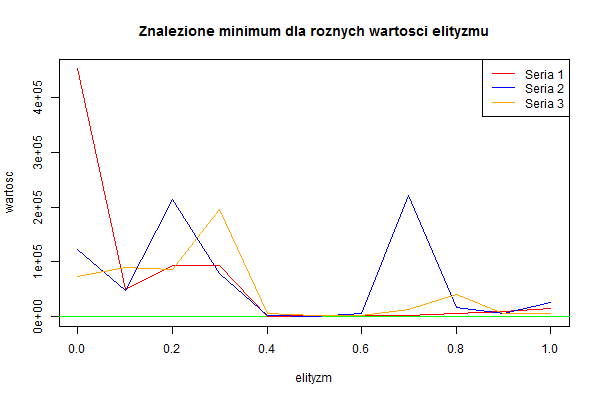 Znalezione minimum dla roznych wartosci elityzmu
Seria 1
Seria 2
Seria 3
wartosc
4e+05
3e+05
2e+05
1e+05
0e+00
0.0 0.2 0.4 0.6 0.8 1.0
elityzm